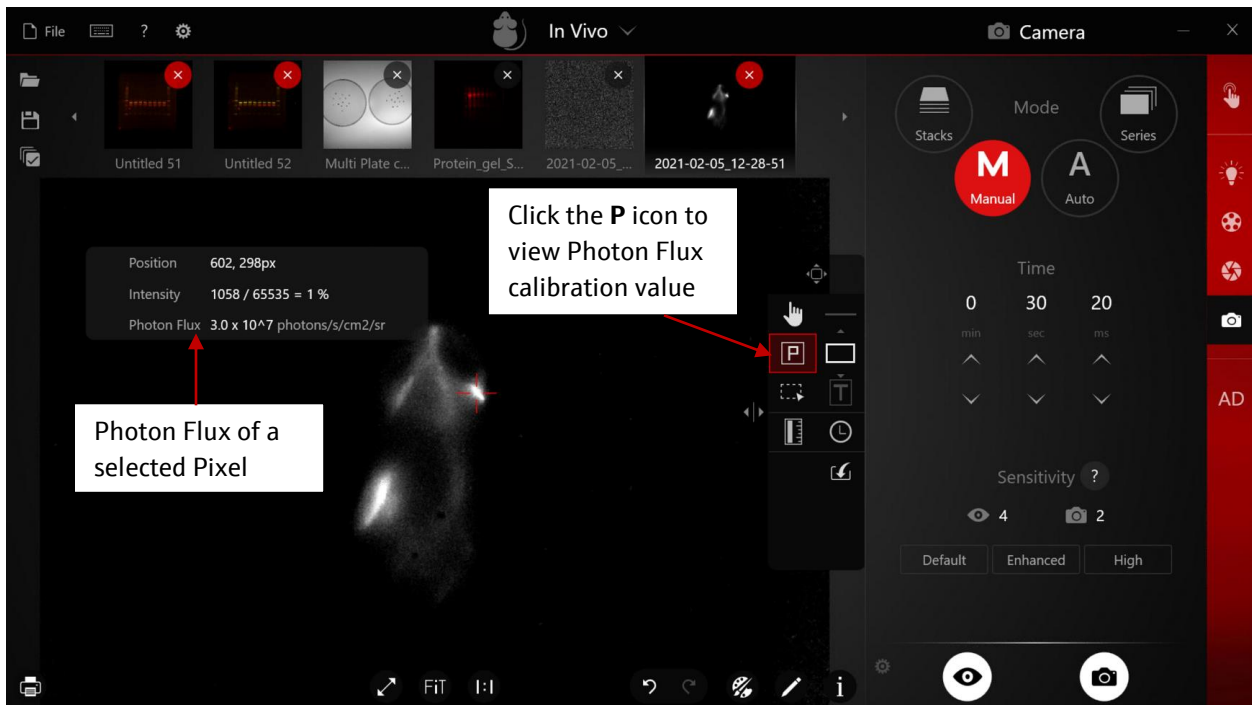 File
?
In Vivo
Camera
Untitled 51
Untitled 52
Multi Plate c...
Protein_gel_S...
2021-02-05_...
2021-02-05_12-28-51
Position 602, 298px
Intensity 1058 / 65535 = 1 %
Photon Flux 3.0 x 10^7 photons/s/cm2/sr
Photon Flux of a
selected Pixel
Click the P icon to
view Photon Flux
calibration value
P
T
FiT
1:1
i
Mode
Stacks
Series
M
Manual
A
Auto
Time
0 30 20
min sec ms
Sensitivity ?
4 2
Default Enhanced High
AD